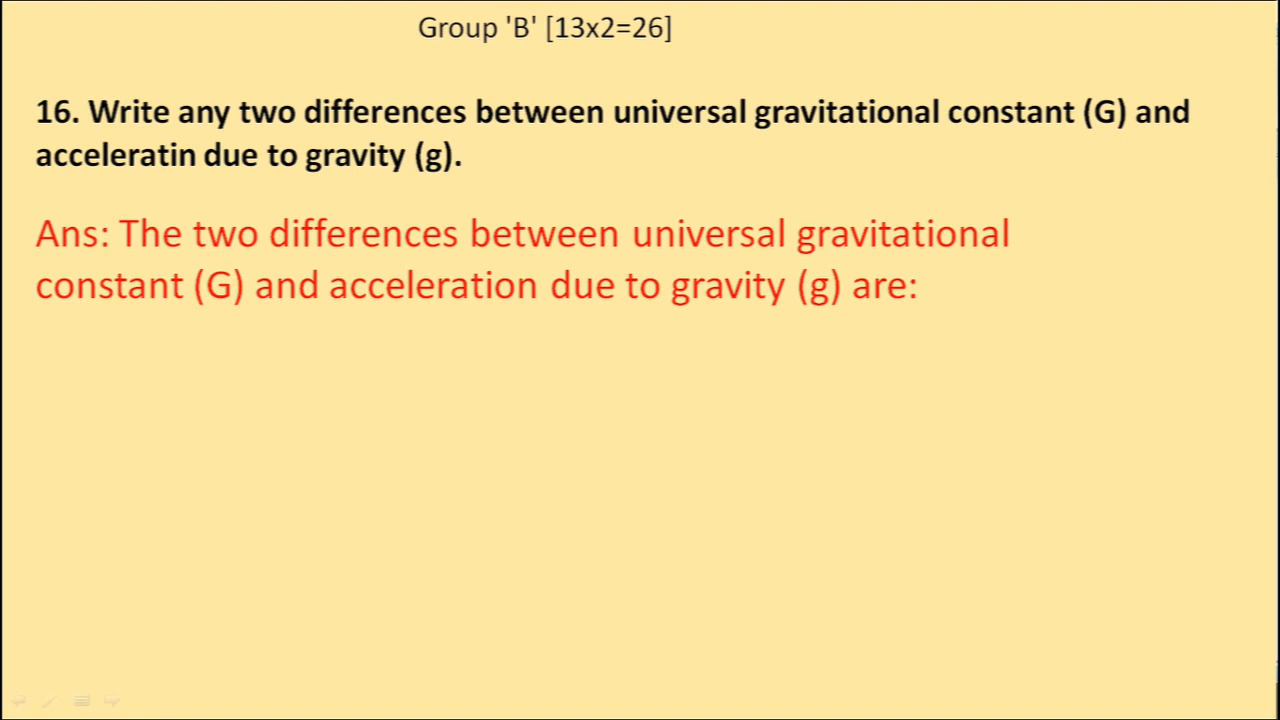 Group 'B' [13x2=26]
16. Write any two differences between universal gravitational constant (G) and
acceleratin due to gravity (g).
Ans: The two differences between universal gravitational
constant (G) and acceleration due to gravity (g) are: